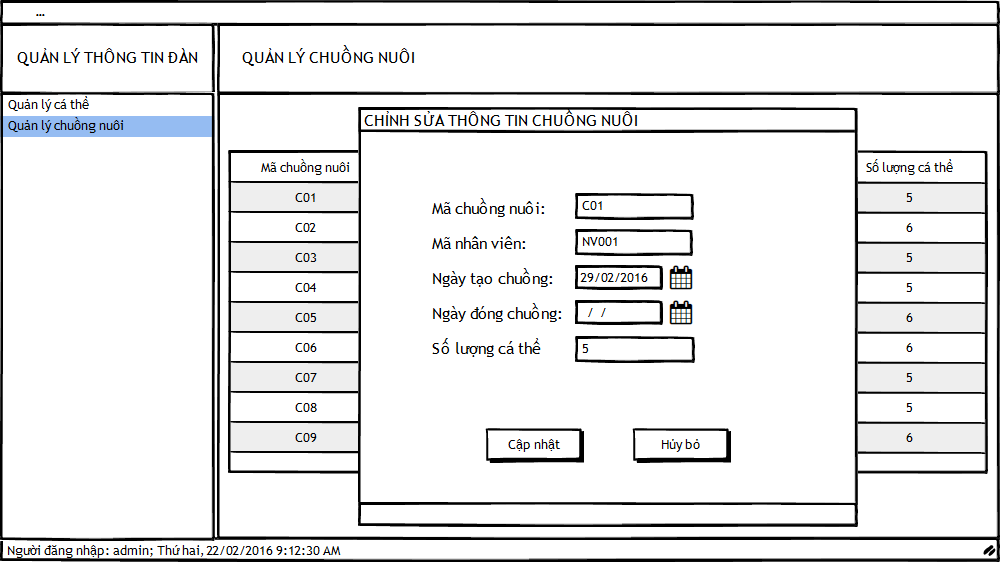 ...
QUẢN LÝ THÔNG TIN ĐÀN
QUẢN LÝ CHUỒNG NUÔI
Quản lý cá thể
Quản lý chuồng nuôi
CHỈNH SỬA THÔNG TIN CHUỒNG NUÔI
Mã chuồng nuôi
Số lượng cá thể
C01
5
C02
6
C03
5
C04
5
C05
6
C06
6
C07
5
C08
5
C09
6
Mã chuồng nuôi:
C01
Mã nhân viên:
NV001
Ngày tạo chuồng:
29/02/2016
Ngày đóng chuồng:
/ /
Số lượng cá thể
5
Cập nhật
Hủy bỏ
Người đăng nhập: admin; Thứ hai, 22/02/2016 9:12:30 AM